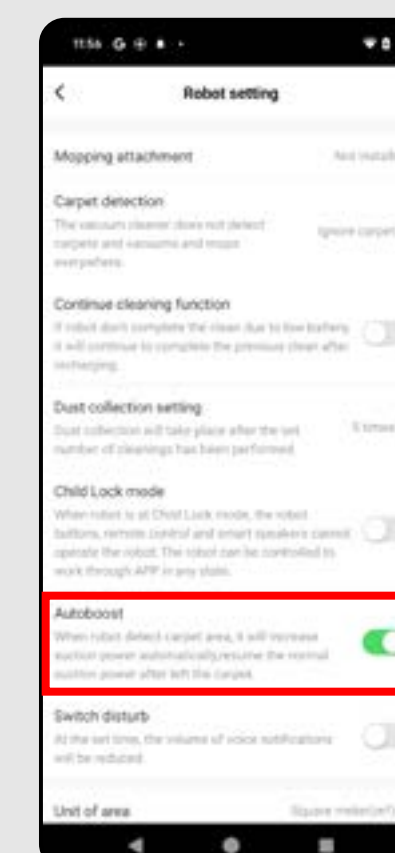 11:56 G
Robot setting
Mopping attachment
Not install
Carpet detection
The vacuum cleaner does not detect
carpets and vacuums and mops
everywhere.
Ignore carpet
Continue cleaning function
If robot don't complete the clean due to low battery,
it will continue to complete the previous clean after
recharging.
Dust collection setting
Dust collection will take place after the set
number of cleanings has been performed
Child Lock mode
When robot is at Child Lock mode, the robot
buttons, remote control and smart speakers cannot
operate the robot. The robot can be controlled to
work through APP in any state.
Autoboost
When robot detect carpet area, it will increase
suction power automatically,resume the normal
suction power after left the carpet
Switch disturb
At the set time, the volume of voice notifications
will be reduced
Unit of area
Square meter(m²)